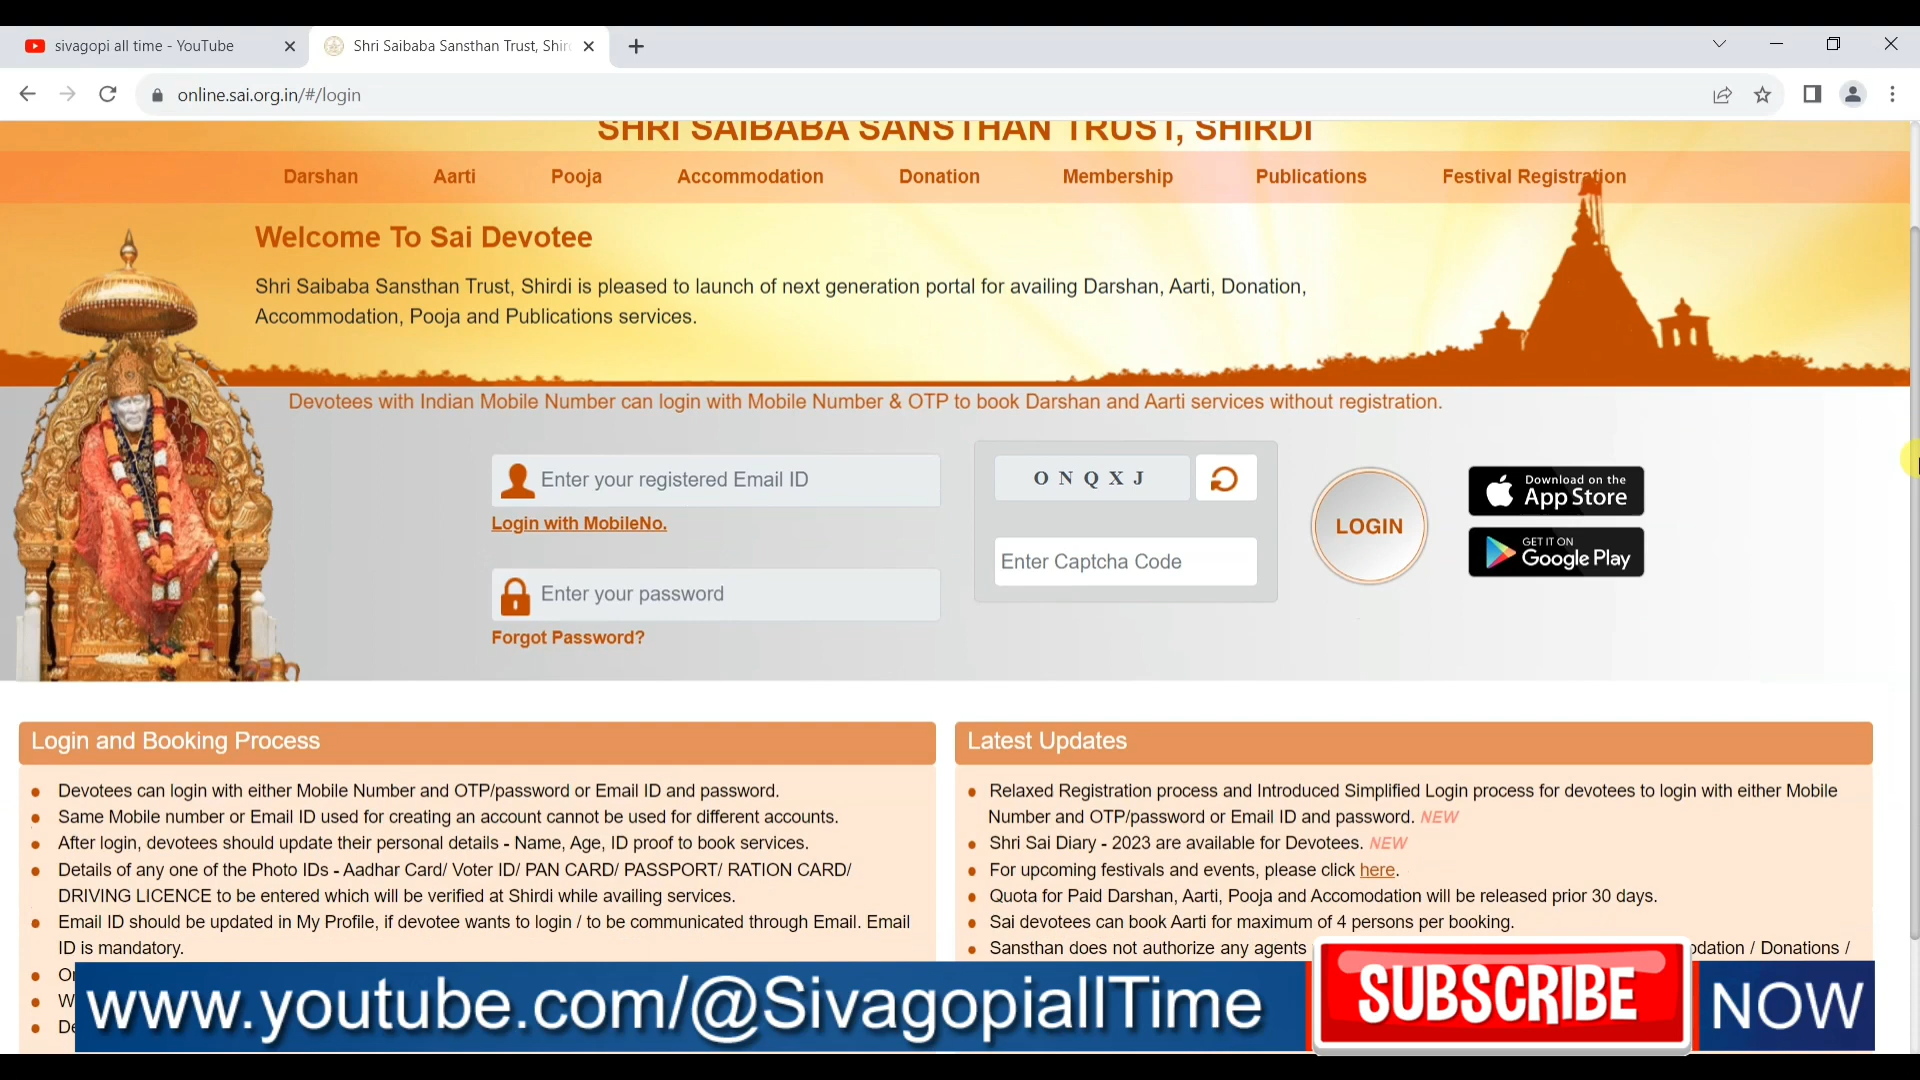 sivagopi all time - YouTube
Shri Saibaba Sansthan Trust, Shir
online.sai.org.in/#/login
SHRI SAIBABA SANSTHAN TRUST, SHIRDI
Darshan Aarti Pooja Accommodation Donation Membership Publications Festival Registration
Welcome To Sai Devotee
Shri Saibaba Sansthan Trust, Shirdi is pleased to launch of next generation portal for availing Darshan, Aarti, Donation,
Accommodation, Pooja and Publications services.
Devotees with Indian Mobile Number can login with Mobile Number & OTP to book Darshan and Aarti services without registration.
Enter your registered Email ID
Login with MobileNo.
Enter your password
Forgot Password?
O N Q X J
Enter Captcha Code
LOGIN
Download on the
App Store
GET IT ON
Google Play
Login and Booking Process
Devotees can login with either Mobile Number and OTP/password or Email ID and password.
Same Mobile number or Email ID used for creating an account cannot be used for different accounts.
After login, devotees should update their personal details - Name, Age, ID proof to book services.
Details of any one of the Photo IDs - Aadhar Card/ Voter ID/ PAN CARD/ PASSPORT/ RATION CARD/
DRIVING LICENCE to be entered which will be verified at Shirdi while availing services.
Email ID should be updated in My Profile, if devotee wants to login / to be communicated through Email. Email
ID is mandatory.
Latest Updates
Relaxed Registration process and Introduced Simplified Login process for devotees to login with either Mobile
Number and OTP/password or Email ID and password. NEW
Shri Sai Diary - 2023 are available for Devotees. NEW
For upcoming festivals and events, please click here.
Quota for Paid Darshan, Aarti, Pooja and Accomodation will be released prior 30 days.
Sai devotees can book Aarti for maximum of 4 persons per booking.
Sansthan does not authorize any agents dation / Donations /
www.youtube.com/@SivagopiallTime
SUBSCRIBE
NOW